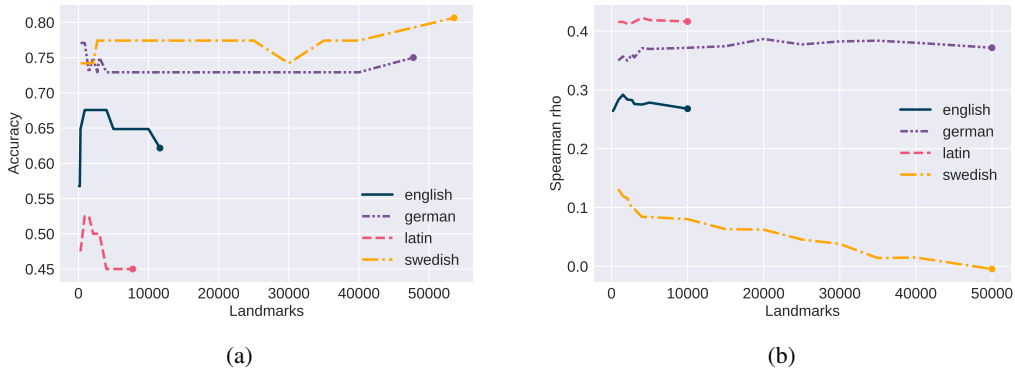 0.80
0.75
0.70
0.65
0.60
0.55
0.50
0.45
Accuracy
english
german
latin
swedish
0 10000 20000 30000 40000 50000
Landmarks
(a)
0.4
0.3
0.2
0.1
0.0
Spearman rho
english
german
latin
swedish
0 10000 20000 30000 40000 50000
Landmarks
(b)